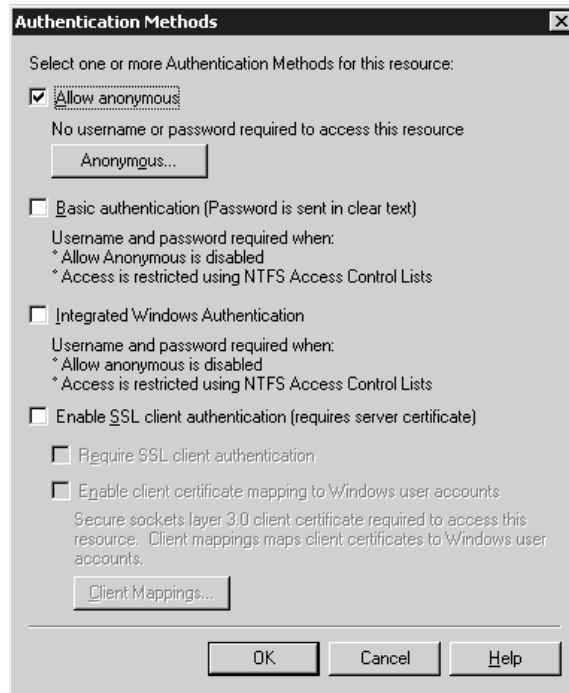 Authentication Methods
Select one or more Authentication Methods for this resource:
Allow anonymous
No username or password required to access this resource
Anonymous...
Basic authentication (Password is sent in clear text)
Username and password required when:
* Allow Anonymous is disabled
* Access is restricted using NTFS Access Control Lists
Integrated Windows Authentication
Username and password required when:
* Allow anonymous is disabled
* Access is restricted using NTFS Access Control Lists
Enable SSL client authentication (requires server certificate)
Require SSL client authentication
Enable client certificate mapping to Windows user accounts
Secure sockets layer 3.0 client certificate required to access this
resource.  Client mappings maps client certificates to Windows user
accounts.
Client Mappings...
OK
Cancel
Help